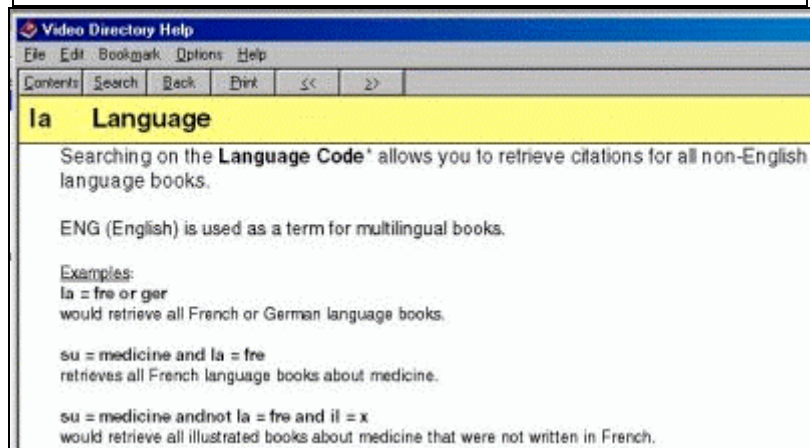 Video Directory Help
File Edit Bookmark Options Help
Contents Search Back Print << >>
la Language
Searching on the Language Code* allows you to retrieve citations for all non-English
language books.
ENG (English) is used as a term for multilingual books.
Examples:
la = fre or ger
would retrieve all French or German language books.
su = medicine and la = fre
retrieves all French language books about medicine.
su = medicine andnot la = fre and il = x
would retrieve all illustrated books about medicine that were not written in French.